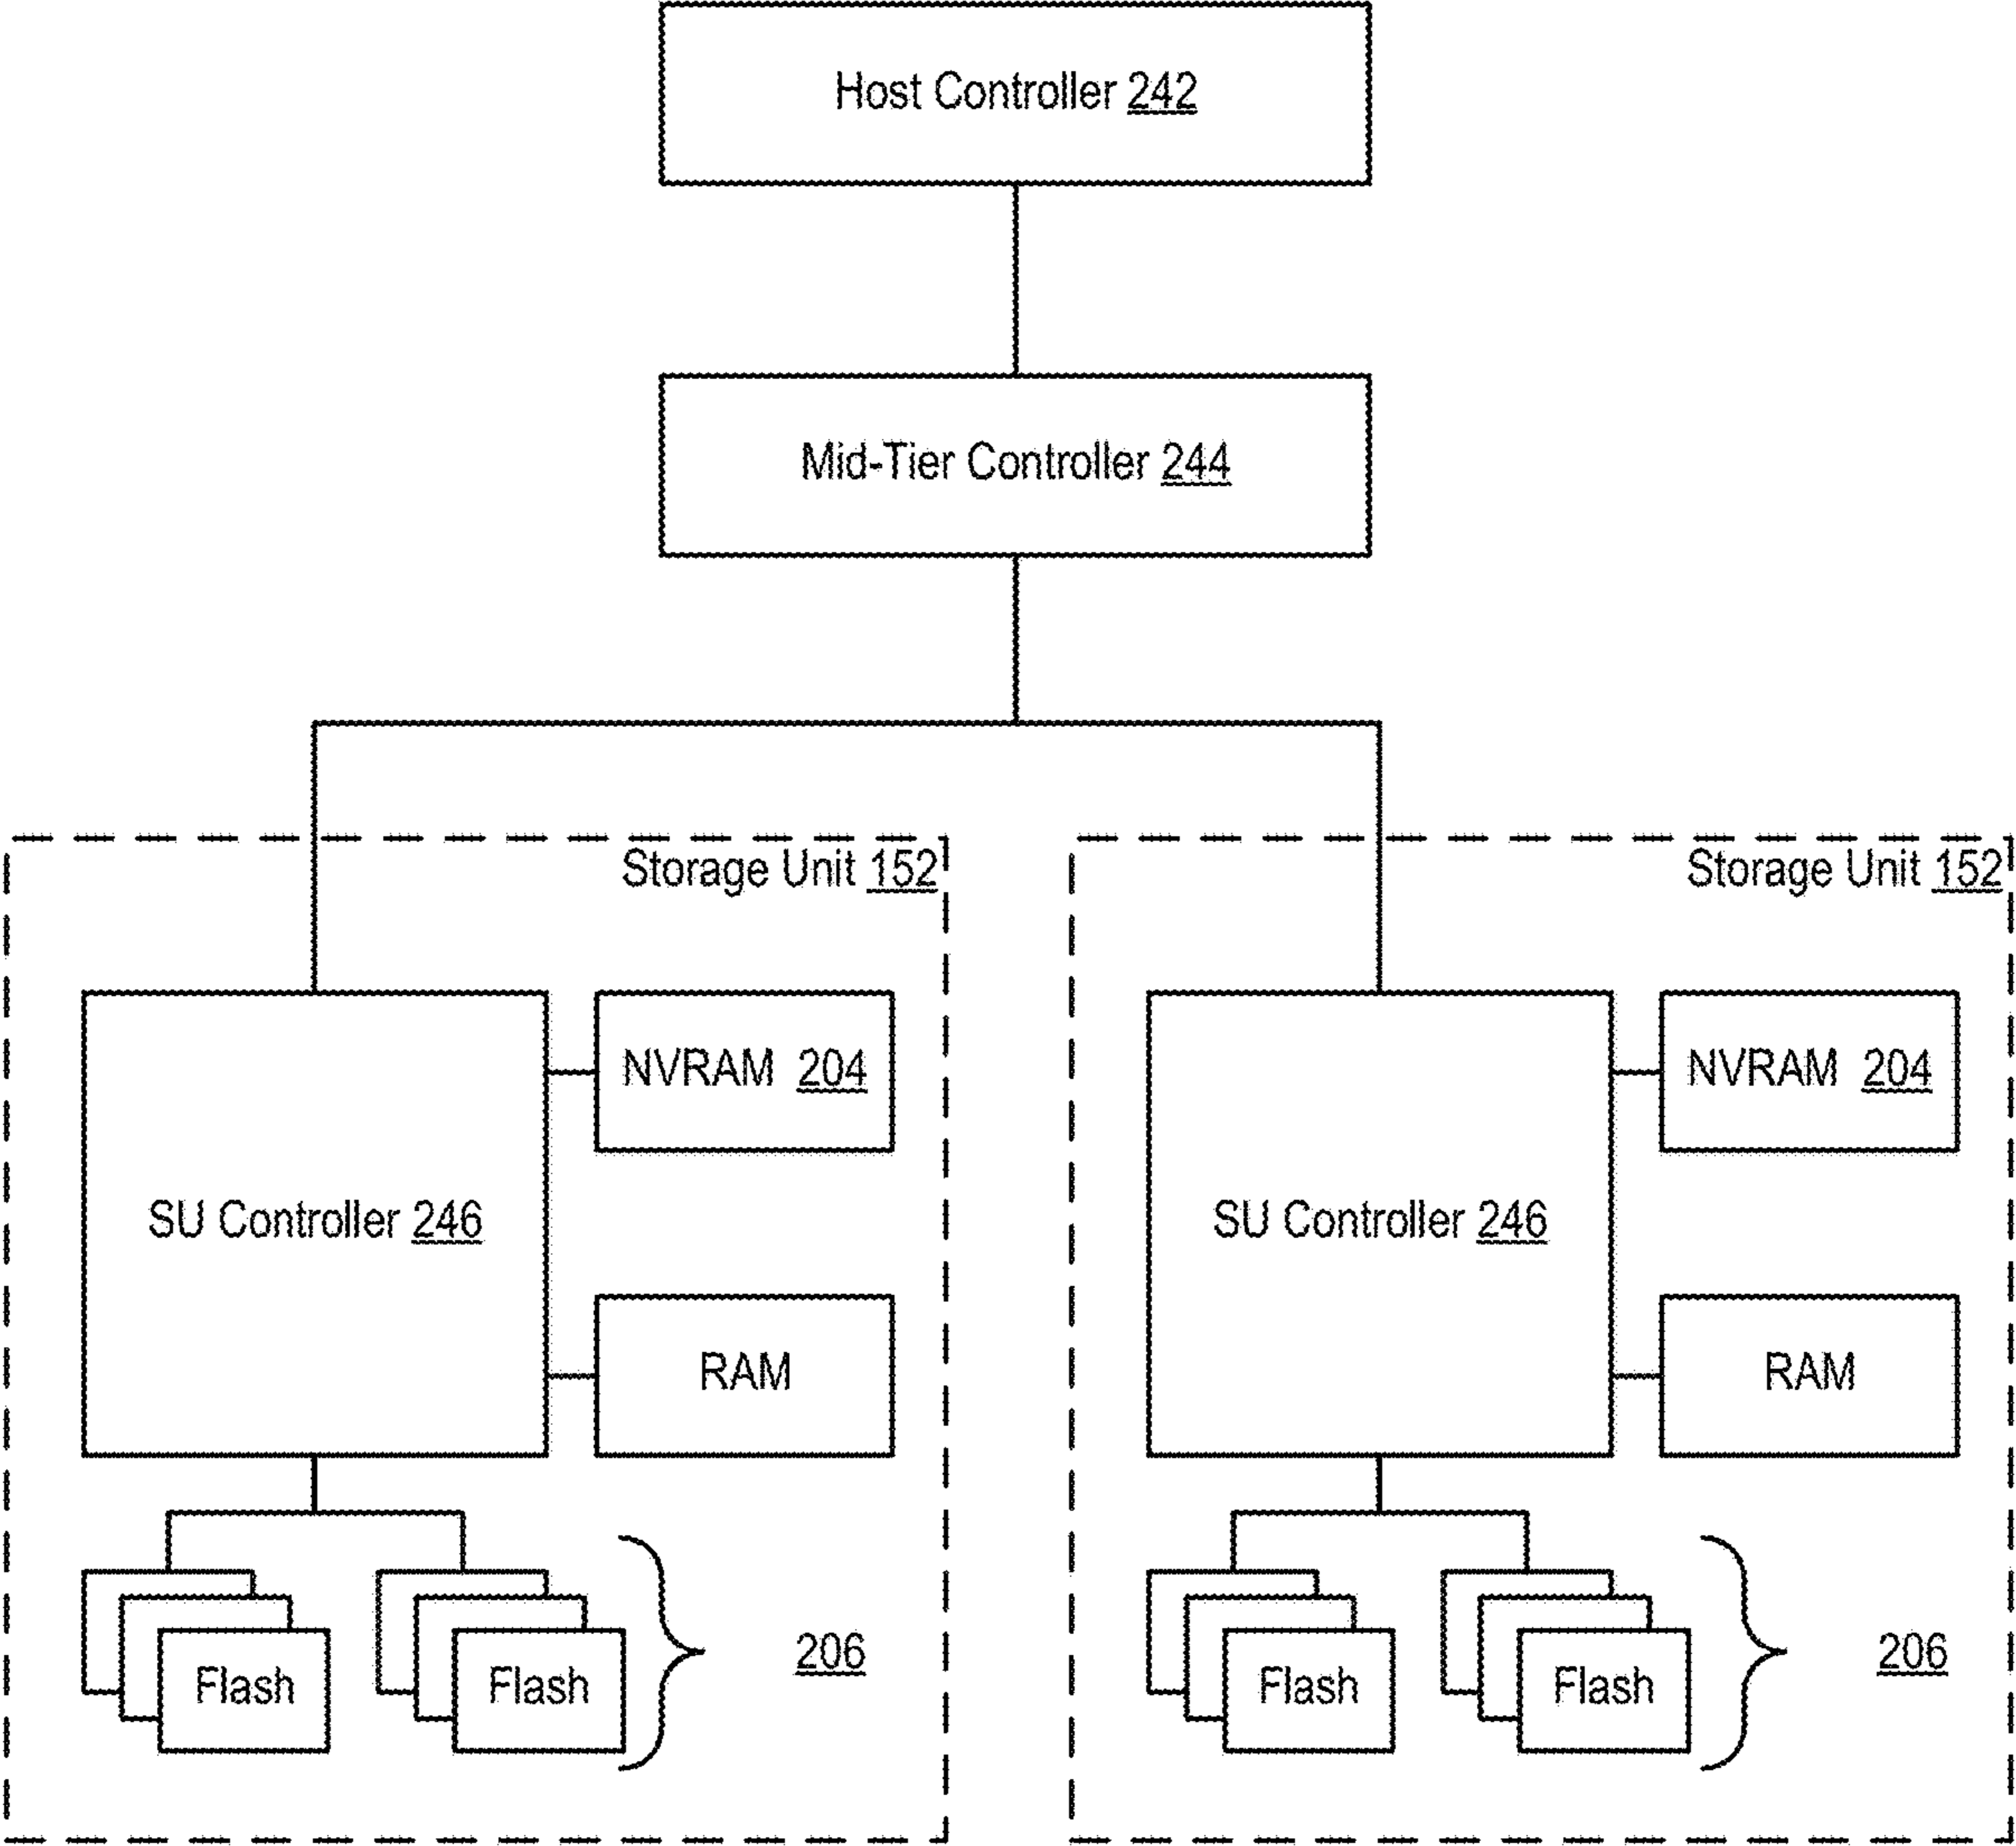 Host Controller 242
Mid-Tier Controller 244
Storage Unit 152
NVRAM 204
SU Controller 246
RAM
Flash
Flash
206
Storage Unit 152
NVRAM 204
SU Controller 246
RAM
Flash
Flash
206